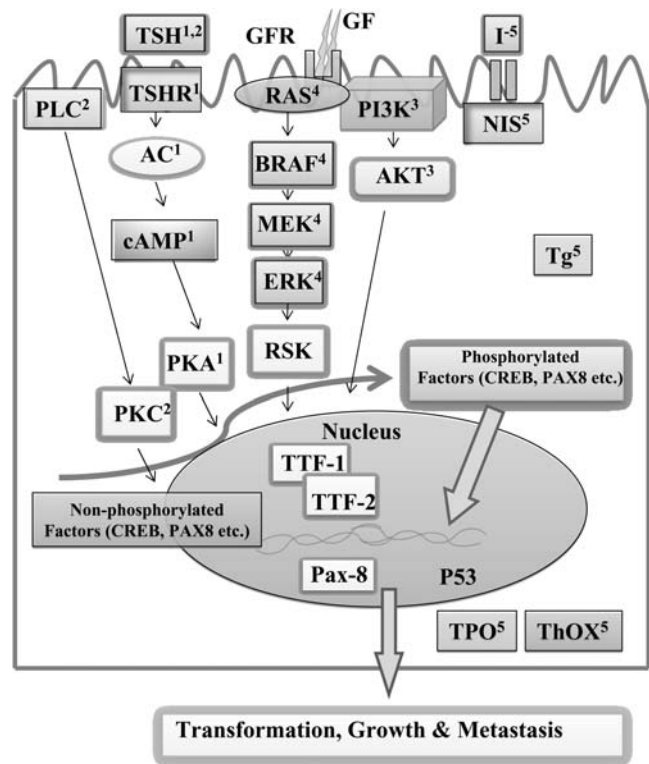 TSH1,2
GFR
GF
I-5
PLC2
TSHR1
RAS4
PI3K3
NIS5
AC1
BRAF4
AKT3
cAMP1
MEK4
Tg5
ERK4
PKA1
RSK
Phosphorylated
Factors (CREB, PAX8 etc.)
PKC2
Nucleus
TTF-1
TTF-2
Non-phosphorylated
Factors (CREB, PAX8 etc.)
Pax-8
P53
TPO5
ThOX5
Transformation, Growth & Metastasis